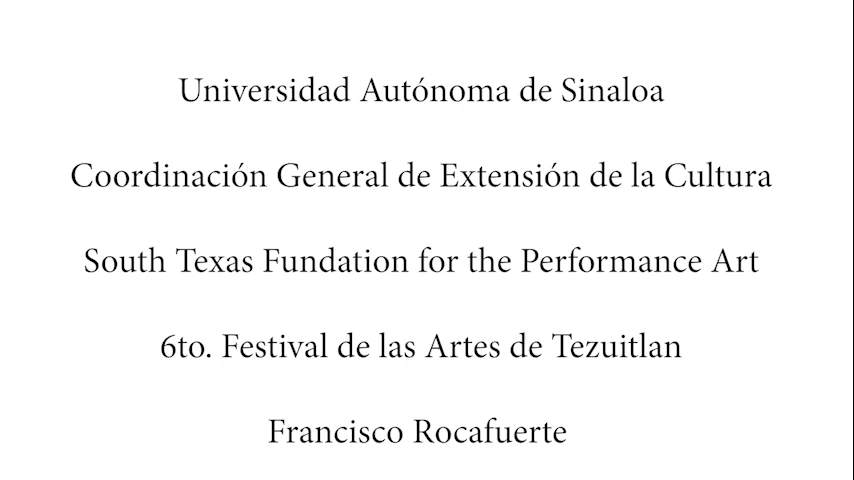 Universidad Autónoma de Sinaloa
Coordinación General de Extensión de la Cultura
South Texas Fundation for the Performance Art
6to. Festival de las Artes de Tezuitlan
Francisco Rocafuerte